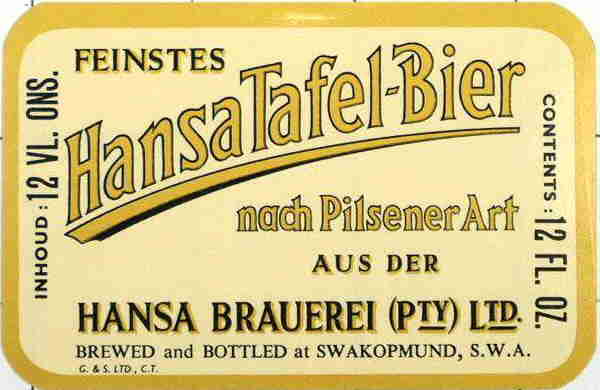 FEINSTES
Hansa Tafel-Bier
nach Pilsener Art
AUS DER
HANSA BRAUEREI (PTY) LTD.
BREWED and BOTTLED at SWAKOPMUND, S.W.A.
G. & S. LTD., C.T.
INHOUD: 12 VL. ONS.
CONTENTS: 12 FL. OZ.